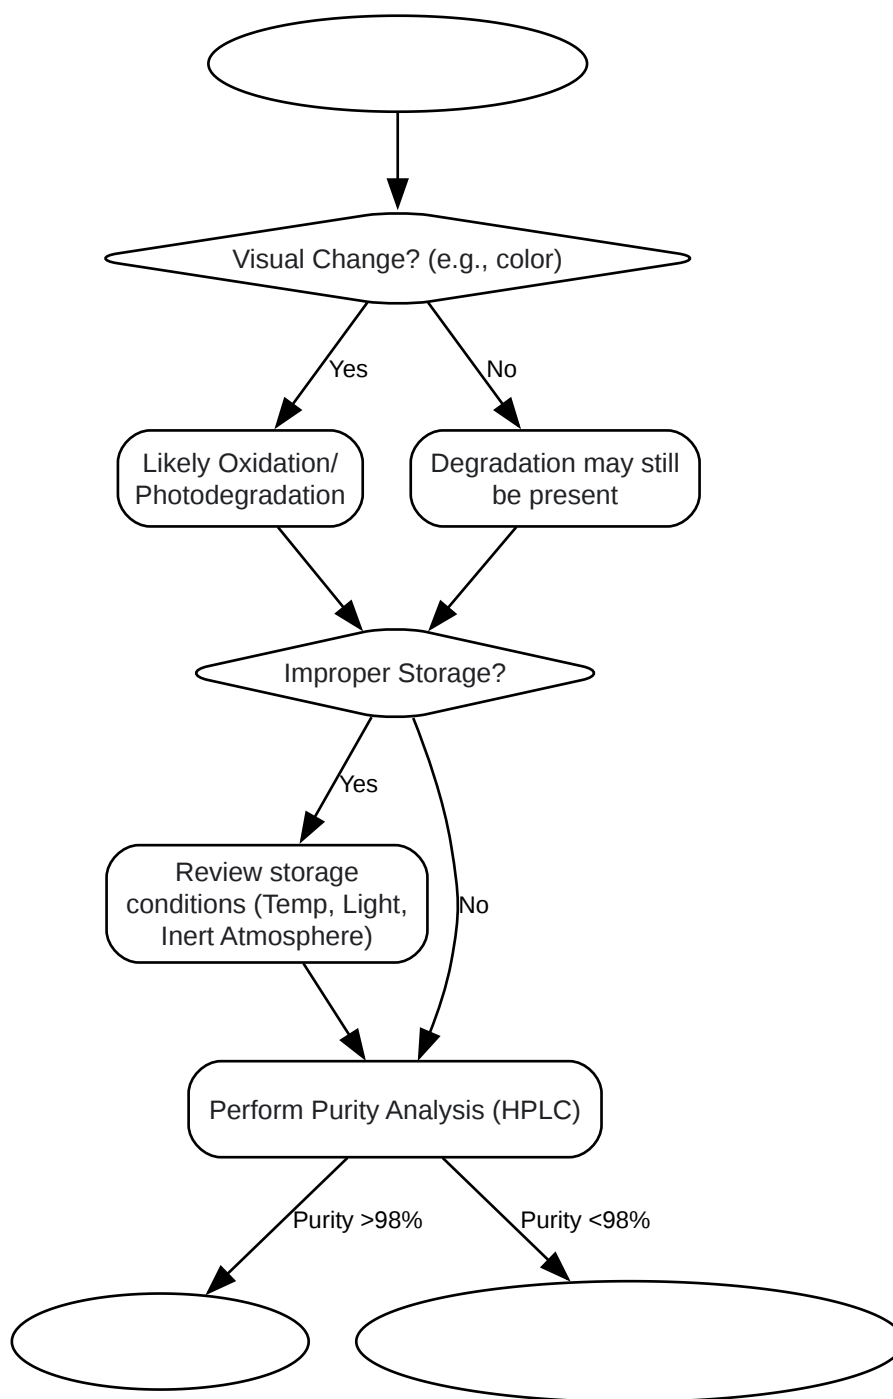 Visual Change? (e.g., color)
Yes
No
Likely Oxidation/
Photodegradation
Degradation may still
be present
Improper Storage?
Yes
Review storage
conditions (Temp, Light,
Inert Atmosphere)
No
Perform Purity Analysis (HPLC)
Purity >98%
Purity <98%